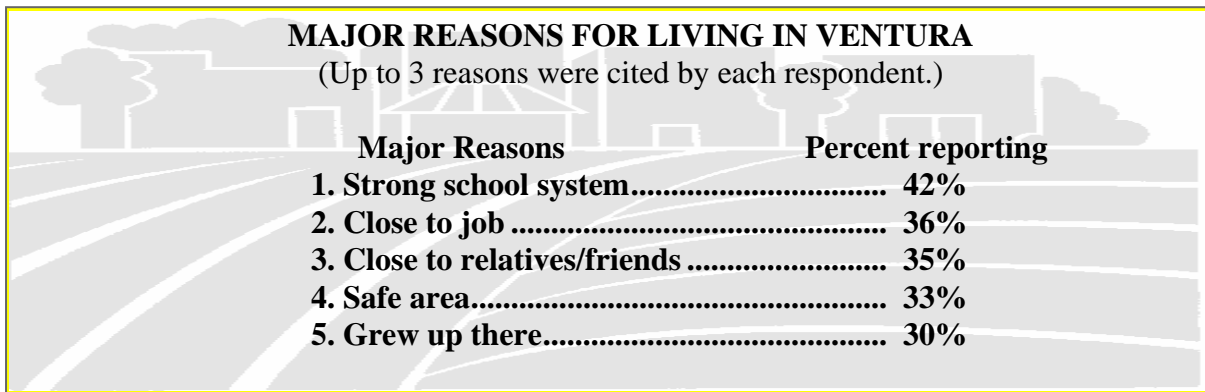 MAJOR REASONS FOR LIVING IN VENTURA
(Up to 3 reasons were cited by each respondent.)
Major Reasons Percent reporting
1. Strong school system................................ 42%
2. Close to job ............................................... 36%
3. Close to relatives/friends ......................... 35%
4. Safe area.................................................... 33%
5. Grew up there........................................... 30%